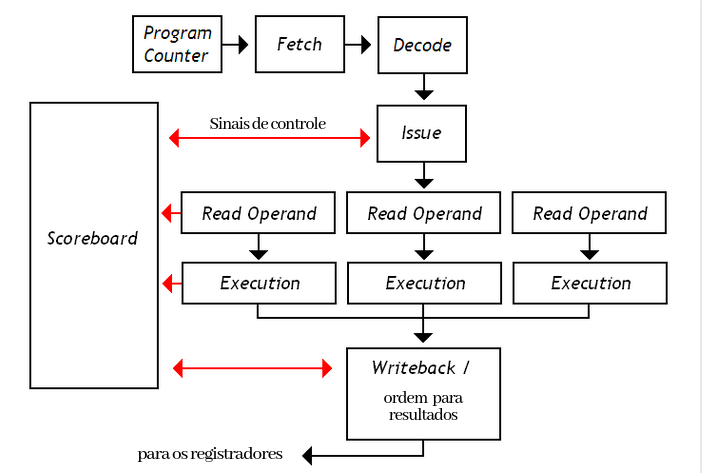 Program
Counter
Fetch
Decode
Sinais de controle
Issue
Scoreboard
Read Operand
Read Operand
Read Operand
Execution
Execution
Execution
Writeback /
ordem para
resultados
para os registradores